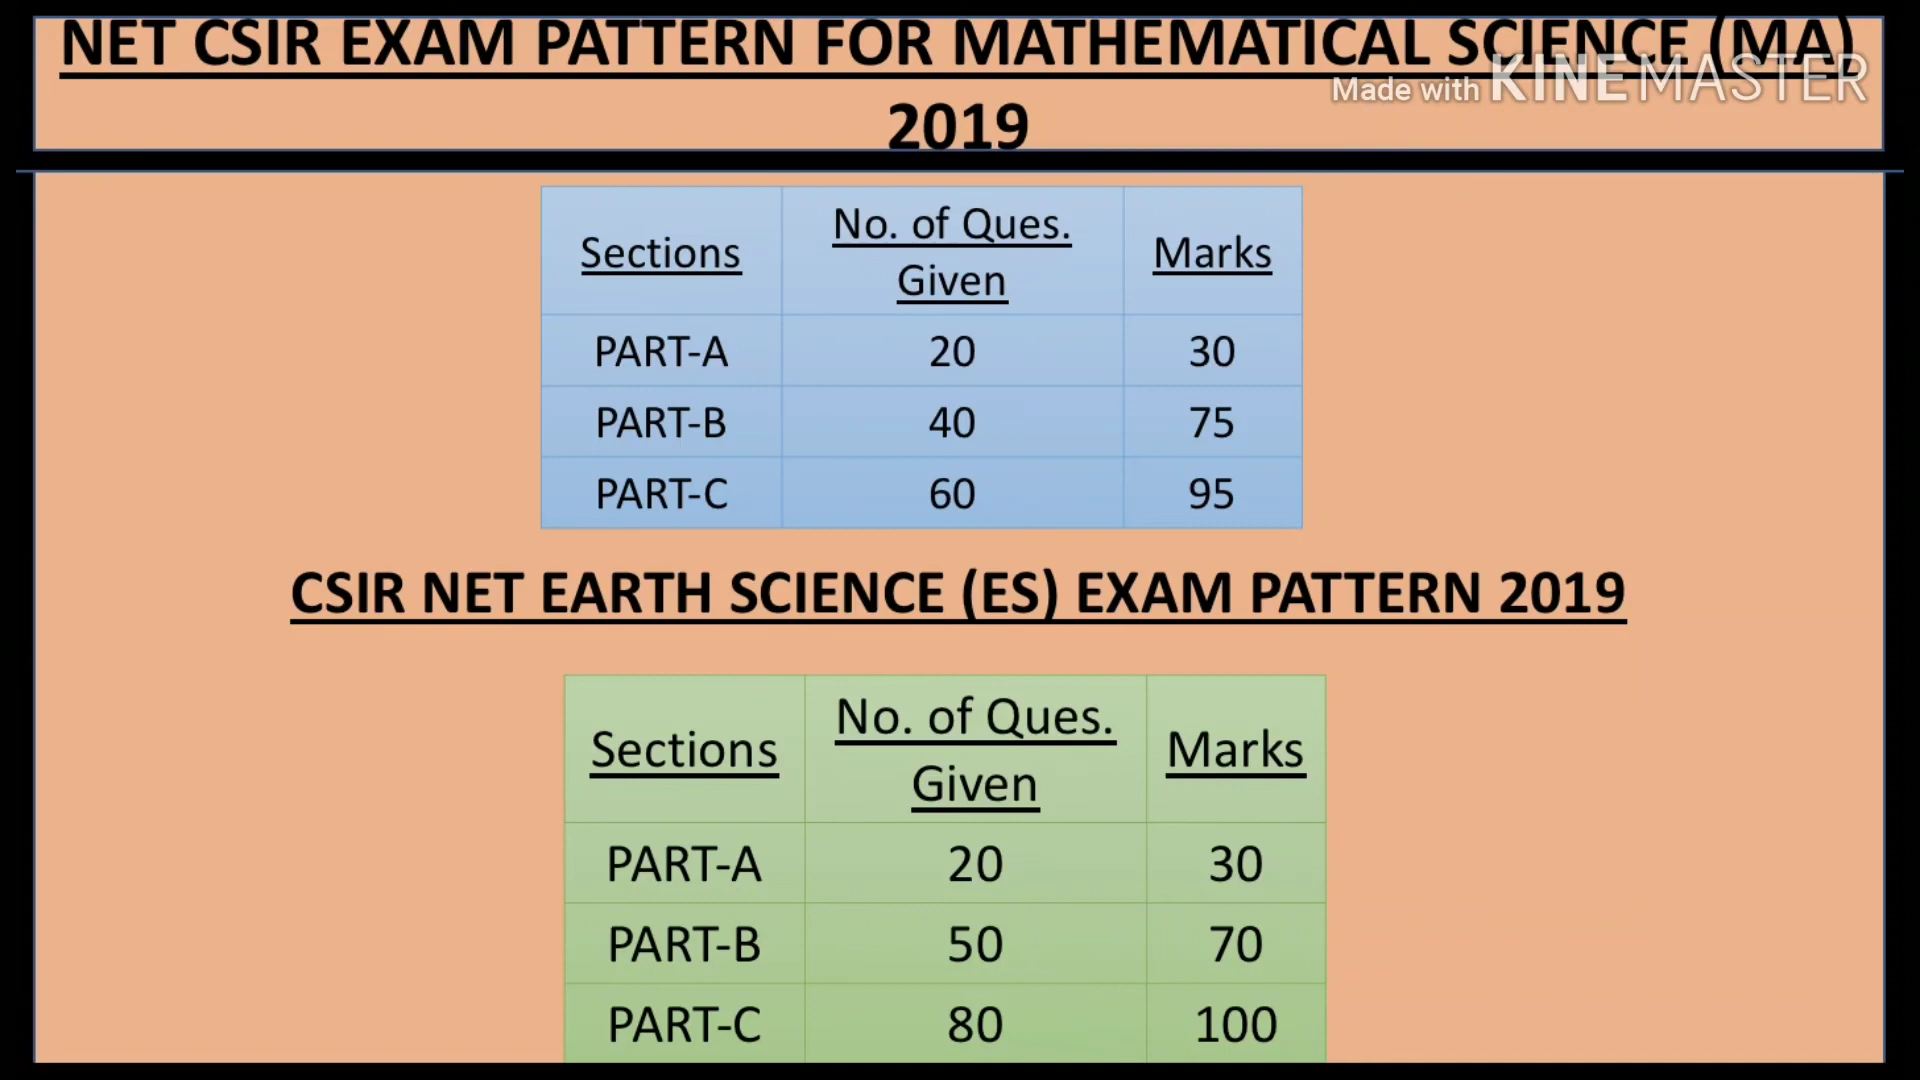 NET CSIR EXAM PATTERN FOR MATHEMATICAL SCIENCE (MA)
2019
Made with KINEMASTER
Sections No. of Ques. Given Marks
PART-A 20 30
PART-B 40 75
PART-C 60 95
CSIR NET EARTH SCIENCE (ES) EXAM PATTERN 2019
Sections No. of Ques. Given Marks
PART-A 20 30
PART-B 50 70
PART-C 80 100